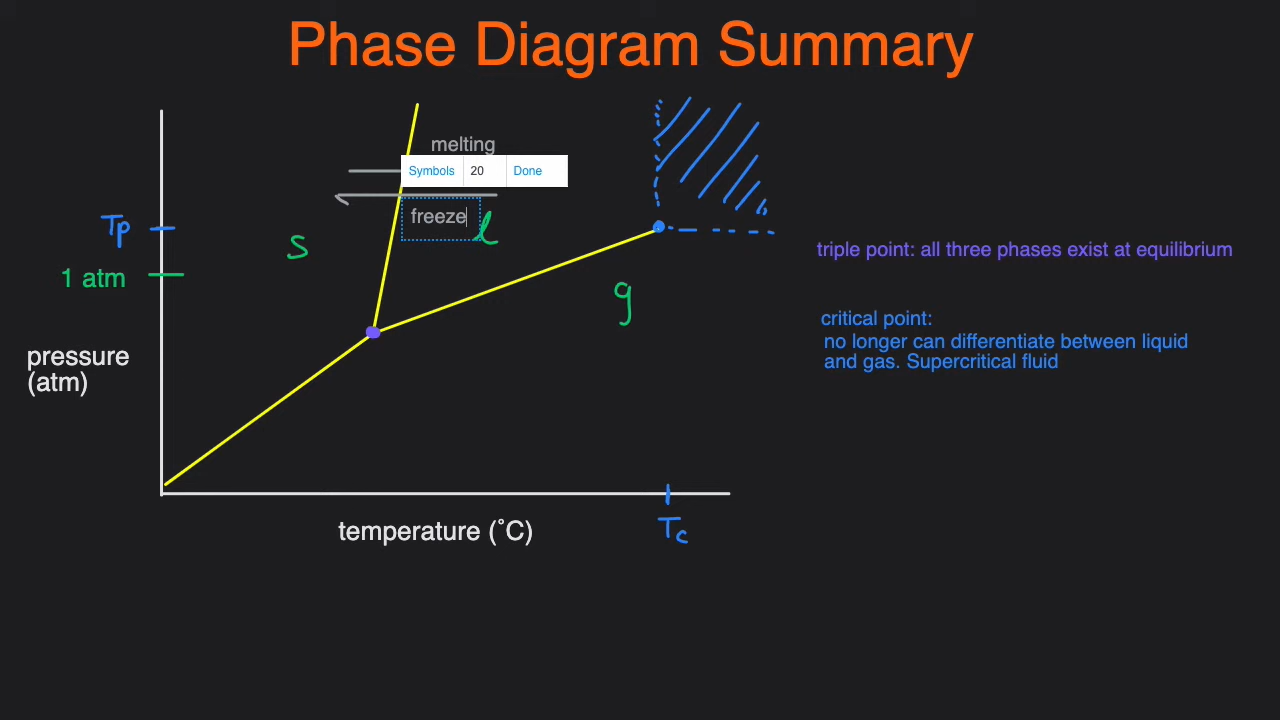 Phase Diagram Summary
melting
Symbols 20 Done
freeze
Tp
s
l
1 atm
g
pressure
(atm)
temperature (˚C)
Tc
triple point: all three phases exist at equilibrium
critical point:
no longer can differentiate between liquid
and gas. Supercritical fluid